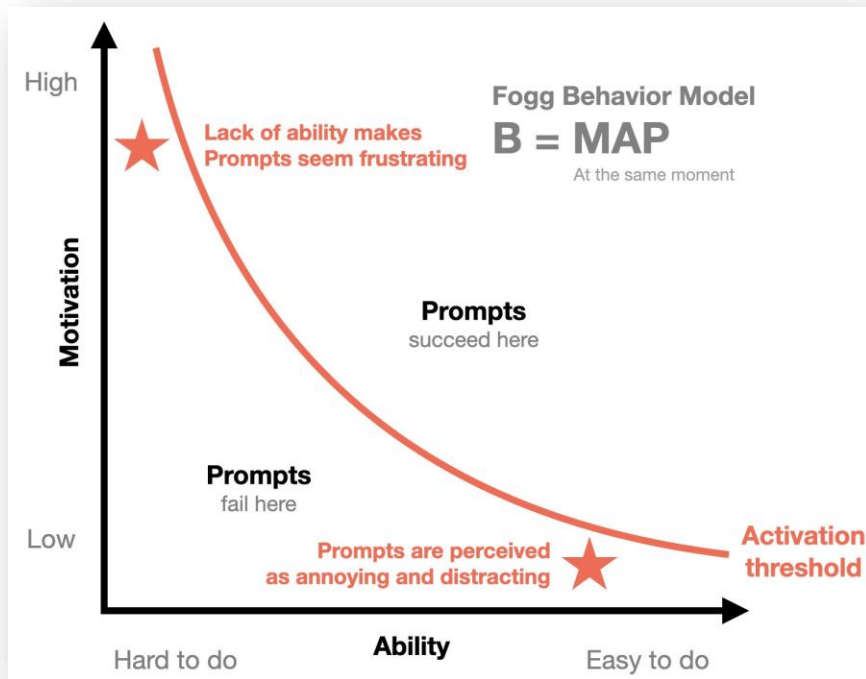 High
Lack of ability makes
Prompts seem frustrating
Fogg Behavior Model
B = MAP
At the same moment
Motivation
Prompts
succeed here
Prompts
fail here
Low
Prompts are perceived
as annoying and distracting
Activation
threshold
Ability
Hard to do
Easy to do